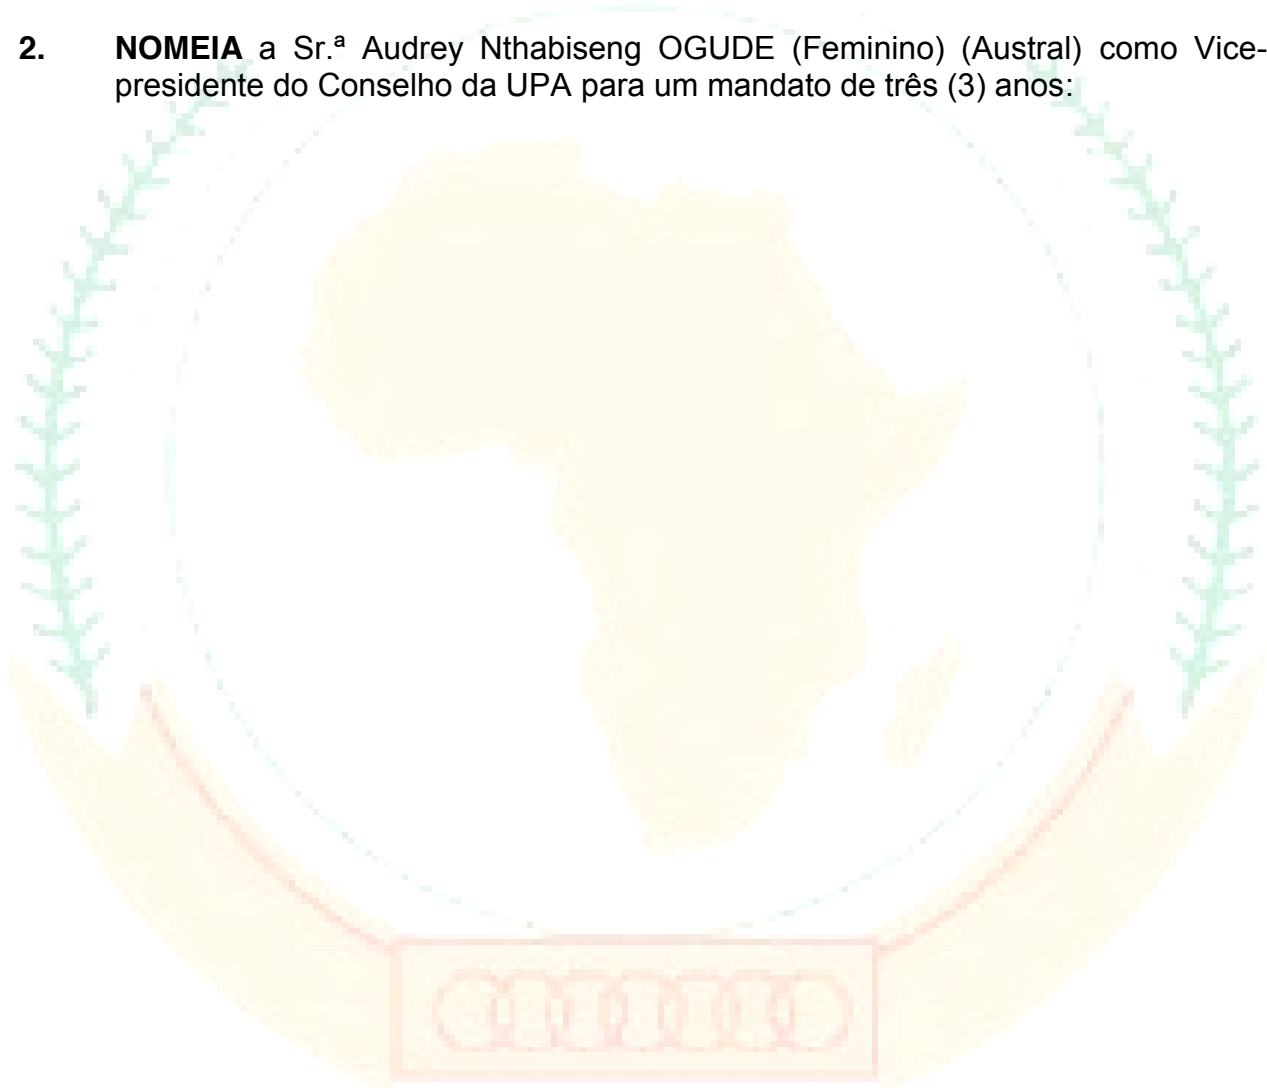 2. NOMEIA a Sr.ª Audrey Nthabiseng OGUDE (Feminino) (Austral) como Vice-
presidente do Conselho da UPA para um mandato de três (3) anos: